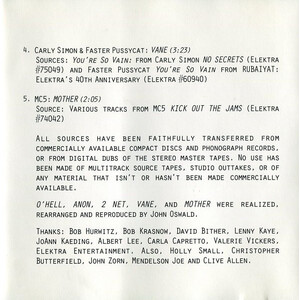 4. Carly Simon & Faster Pussycat: Vane (3:23)
Sources: You're So Vain: from Carly Simon No Secrets (Elektra
#75049) and Faster Pussycat You're So Vain from Rubaiyat:
Elektra's 40th Anniversary (Elektra #60940)
5. MC5: Mother (2:05)
Source: Various tracks from MC5 Kick Out The Jams (Elektra
#74042)
All sources have been faithfully transferred from
commercially available compact discs and phonograph records,
or from digital dubs of the stereo master tapes. No use has
been made of multitrack source tapes, studio outtakes, or of
any material that isn't or hasn't been made commercially
available.
O'Hell, Anon, 2 Net, Vane, and Mother were realized,
rearranged and reproduced by John Oswald.
Thanks: Bob Hurwitz, Bob Krasnow, David Bither, Lenny Kaye,
JoAnn Kaeding, Albert Lee, Carla Capretto, Valerie Vickers,
Elektra Entertainment. Also, Holly Small, Christopher
Butterfield, John Zorn, Mendelson Joe and Clive Allen.